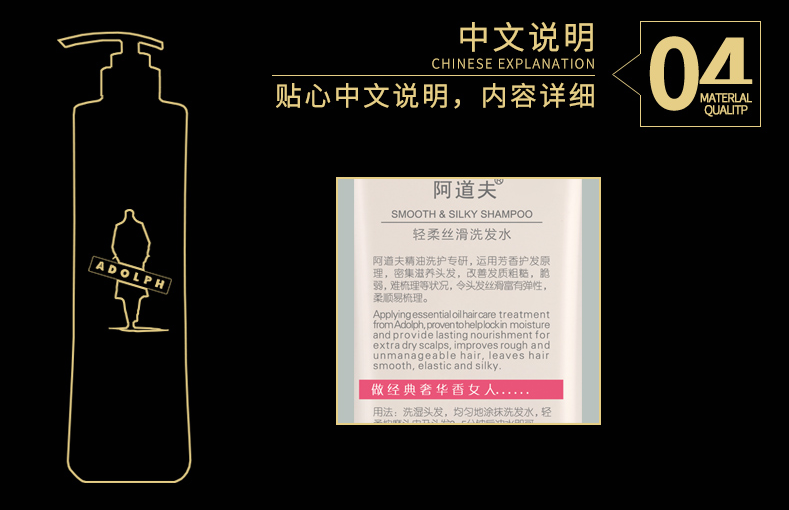 中文说明
CHINESE EXPLANATION
贴心中文说明，内容详细
04
MATERLAL
QUALITP
ADOLPH
阿道夫®
SMOOTH & SILKY SHAMPOO
轻柔丝滑洗发水
阿道夫精油洗护专研，运用芳香护发原
理，密集滋养头发，改善发质粗糙，脆
弱，难梳理等状况，令头发丝滑富有弹性，
柔顺易梳理。
Applying essential oil hair care treatment
from Adolph, proven to help lock in moisture
and provide lasting nourishment for
extra dry scalps, improves rough and
unmanageable hair, leaves hair
smooth, elastic and silky.
做经典奢华香女人......
用法：洗湿头发，均匀地涂抹洗发水，轻